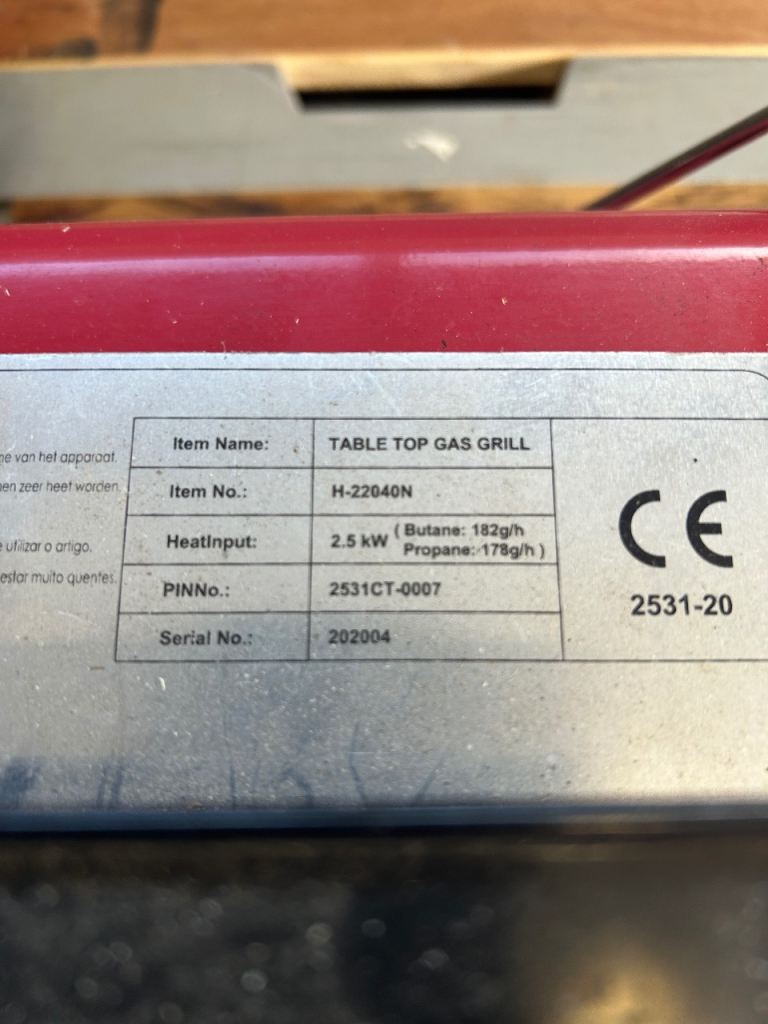 ne van het apparaat.
en zeer heet worden.
utilizar o artigo.
estar muito quentes.
Item Name: TABLE TOP GAS GRILL
Item No.: H-22040N
HeatInput: 2.5 kW ( Butane: 182g/h
Propane: 178g/h )
PINNo.: 2531CT-0007
Serial No.: 202004
CE
2531-20